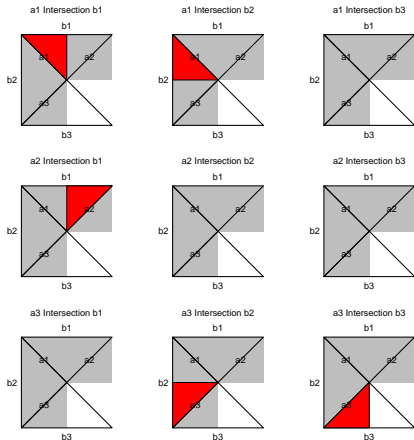 a1 Intersection b1
b1
a1
a2
b2
a3
b3
a1 Intersection b2
b1
a1
a2
b2
a3
b3
a1 Intersection b3
b1
a1
a2
b2
a3
b3
a2 Intersection b1
b1
a1
a2
b2
a3
b3
a2 Intersection b2
b1
a1
a2
b2
a3
b3
a2 Intersection b3
b1
a1
a2
b2
a3
b3
a3 Intersection b1
b1
a1
a2
b2
a3
b3
a3 Intersection b2
b1
a1
a2
b2
a3
b3
a3 Intersection b3
b1
a1
a2
b2
a3
b3